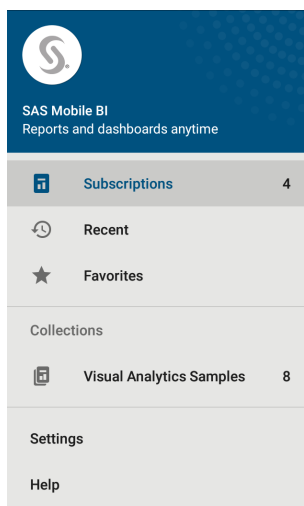 SAS Mobile BI
Reports and dashboards anytime
Subscriptions 4
Recent
Favorites
Collections
Visual Analytics Samples 8
Settings
Help